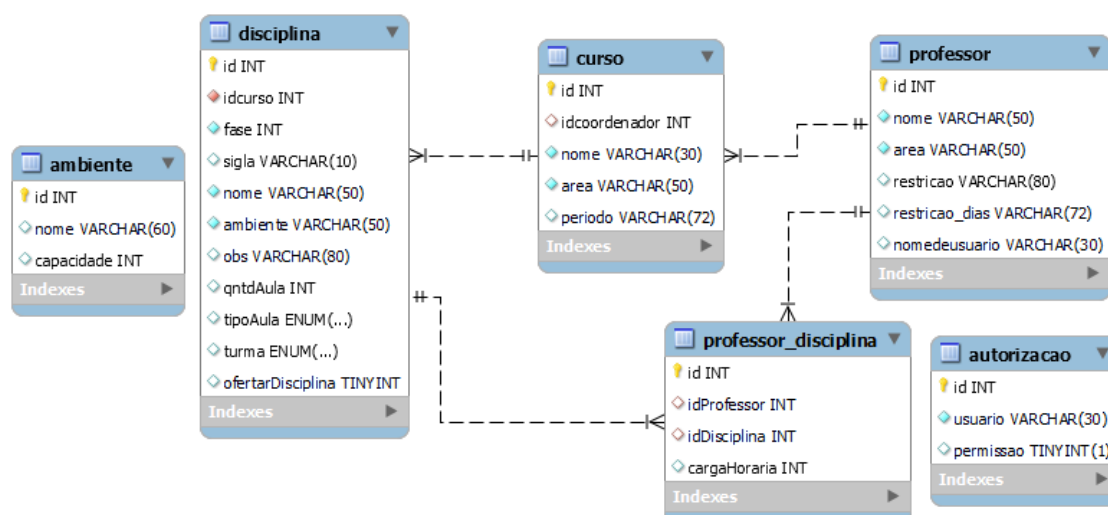 disciplina
id INT
idcurso INT
fase INT
sigla VARCHAR(10)
nome VARCHAR(50)
ambiente VARCHAR(50)
obs VARCHAR(80)
qntdAula INT
tipoAula ENUM(...)
turma ENUM(...)
ofertarDisciplina TINYINT
Indexes
ambiente
id INT
nome VARCHAR(60)
capacidade INT
Indexes
curso
id INT
idcoordenador INT
nome VARCHAR(30)
area VARCHAR(50)
periodo VARCHAR(72)
Indexes
professor
id INT
nome VARCHAR(50)
area VARCHAR(50)
restricao VARCHAR(80)
restricao_dias VARCHAR(72)
nomedeusuario VARCHAR(30)
Indexes
professor_disciplina
id INT
idProfessor INT
idDisciplina INT
cargaHoraria INT
Indexes
autorizacao
id INT
usuario VARCHAR(30)
permissao TINYINT(1)
Indexes